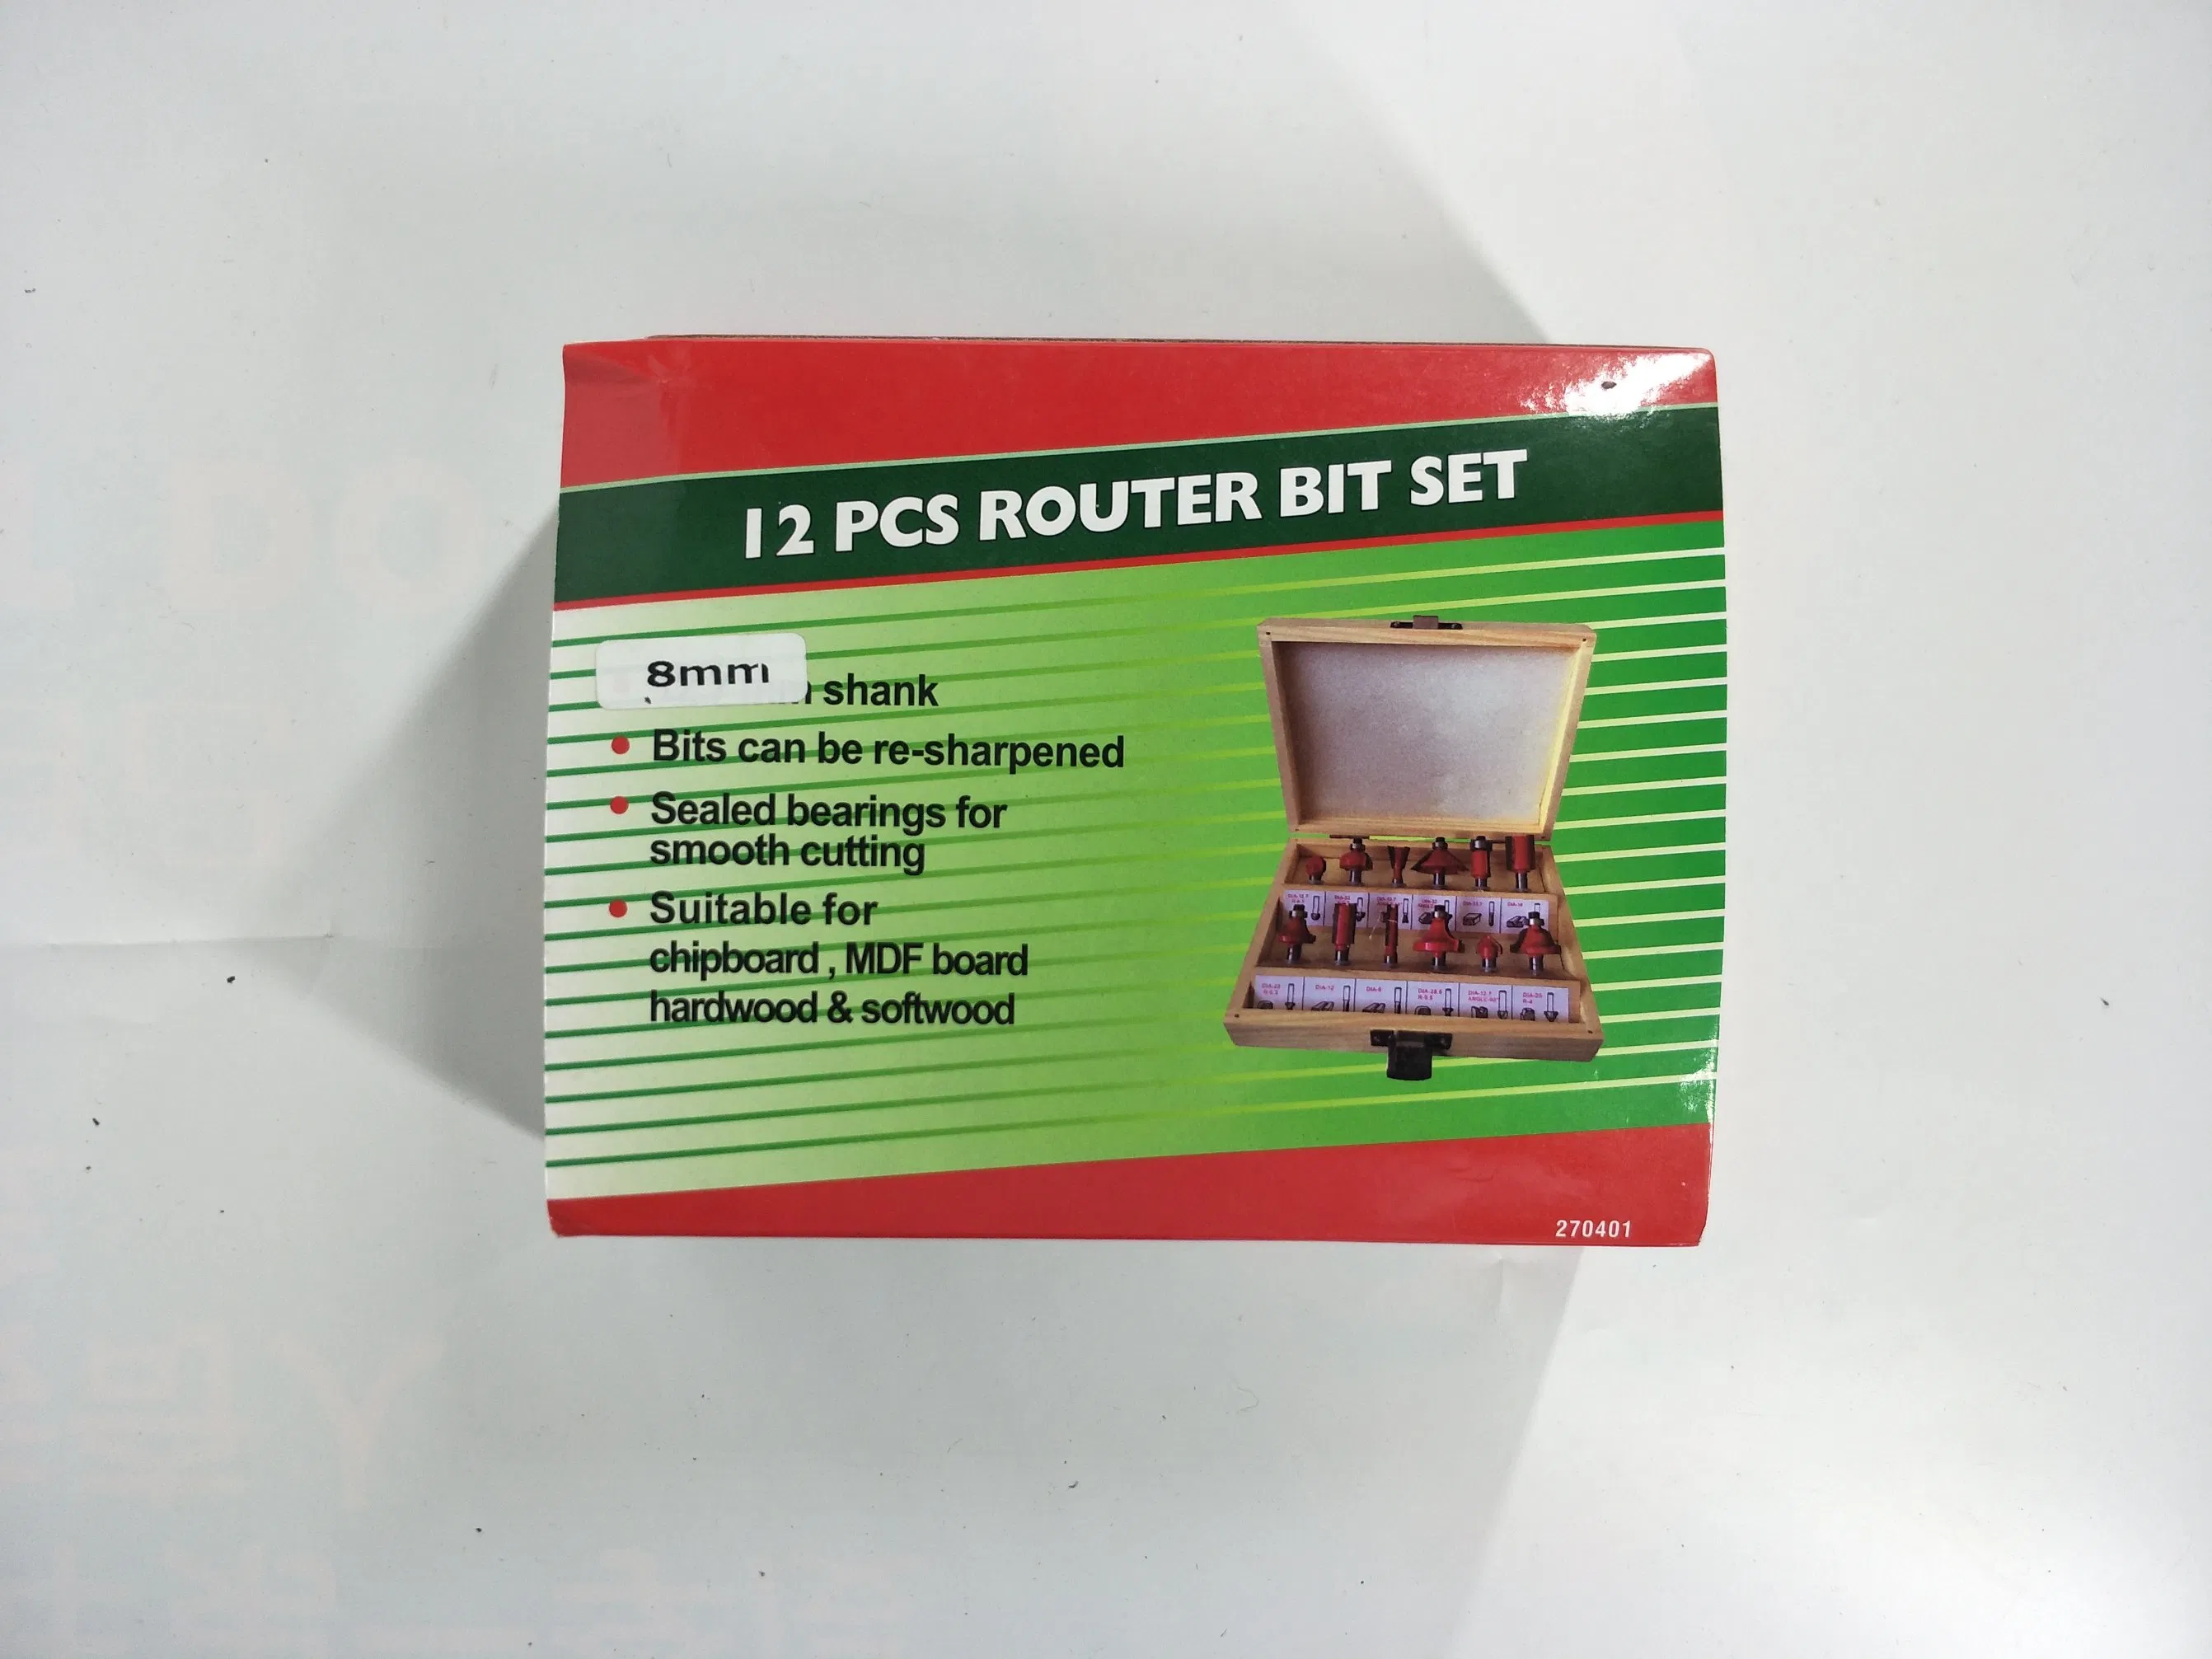 12 PCS ROUTER BIT SET
8mm shank
Bits can be re-sharpened
Sealed bearings for
smooth cutting
Suitable for
chipboard , MDF board
hardwood & softwood
270401